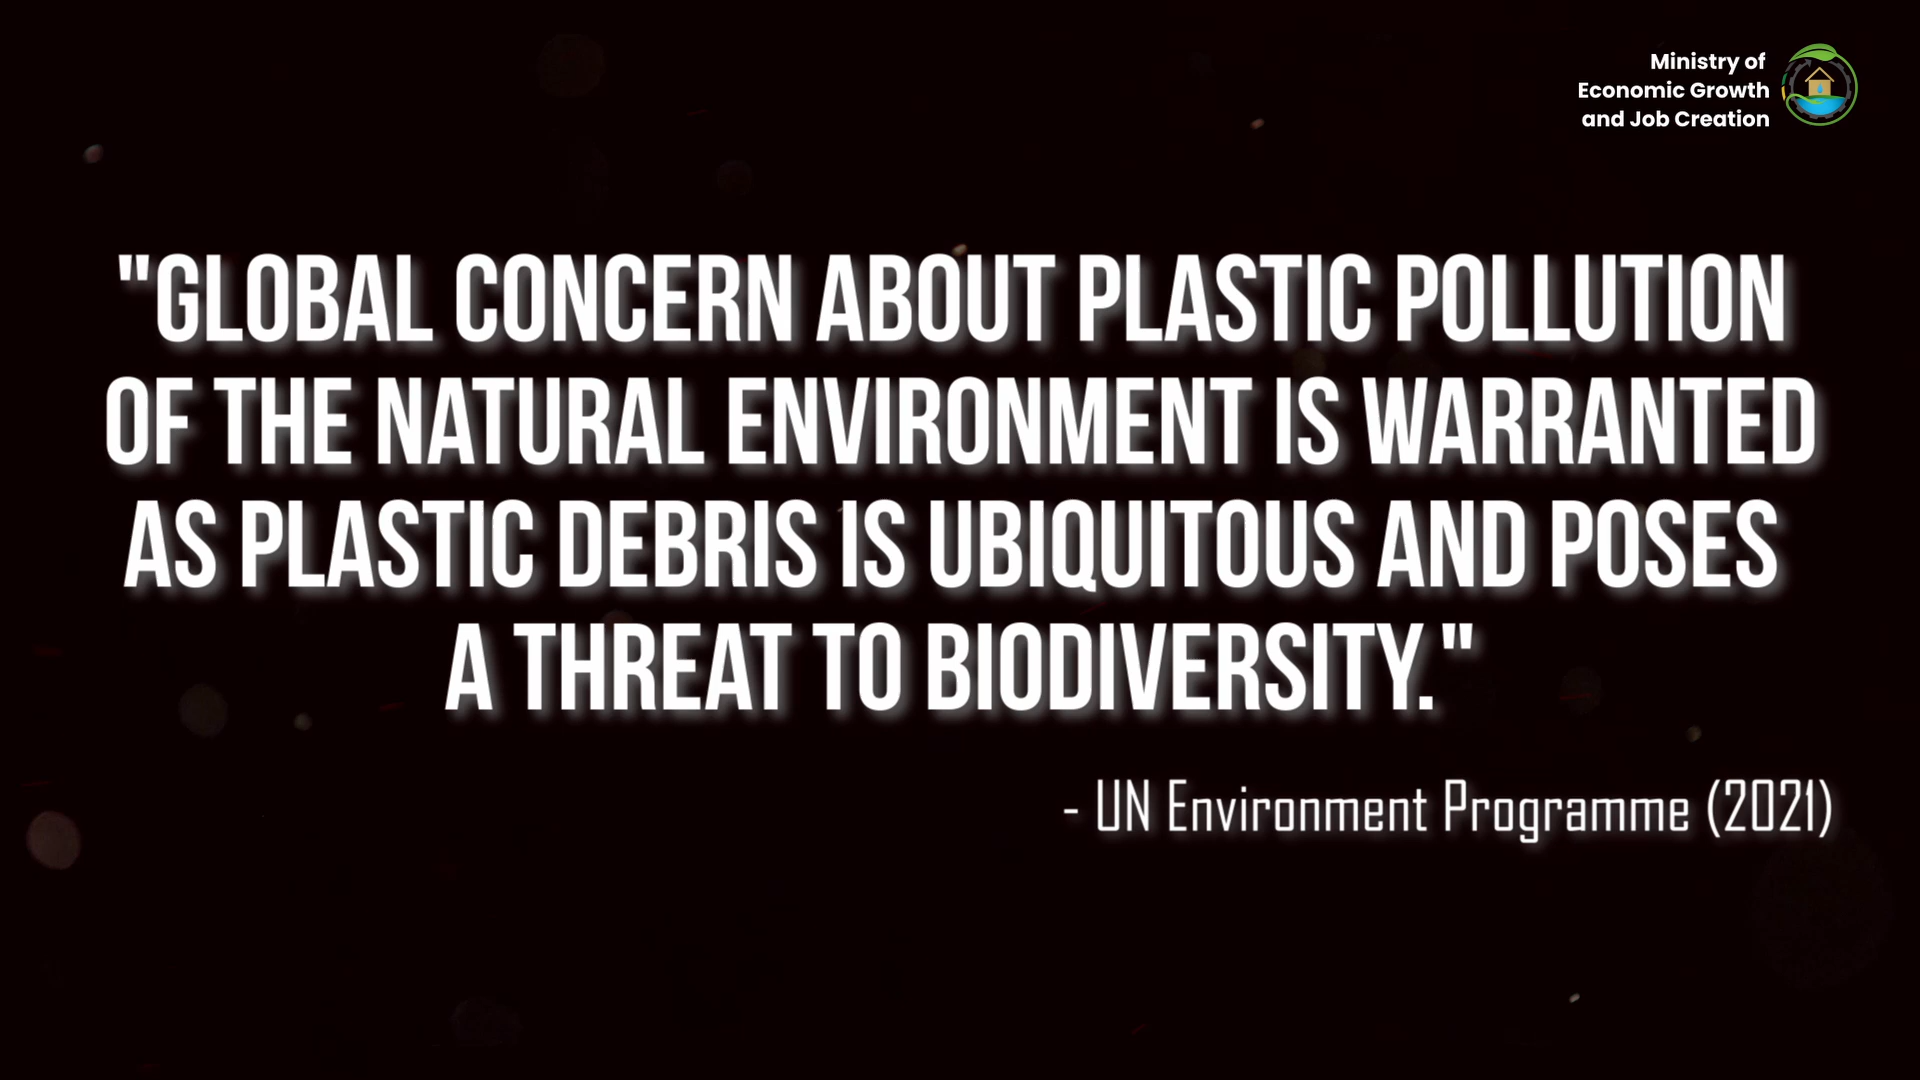 Ministry of
Economic Growth
and Job Creation
"GLOBAL CONCERN ABOUT PLASTIC POLLUTION
OF THE NATURAL ENVIRONMENT IS WARRANTED
AS PLASTIC DEBRIS IS UBIQUITOUS AND POSES
A THREAT TO BIODIVERSITY."
- UN Environment Programme (2021)